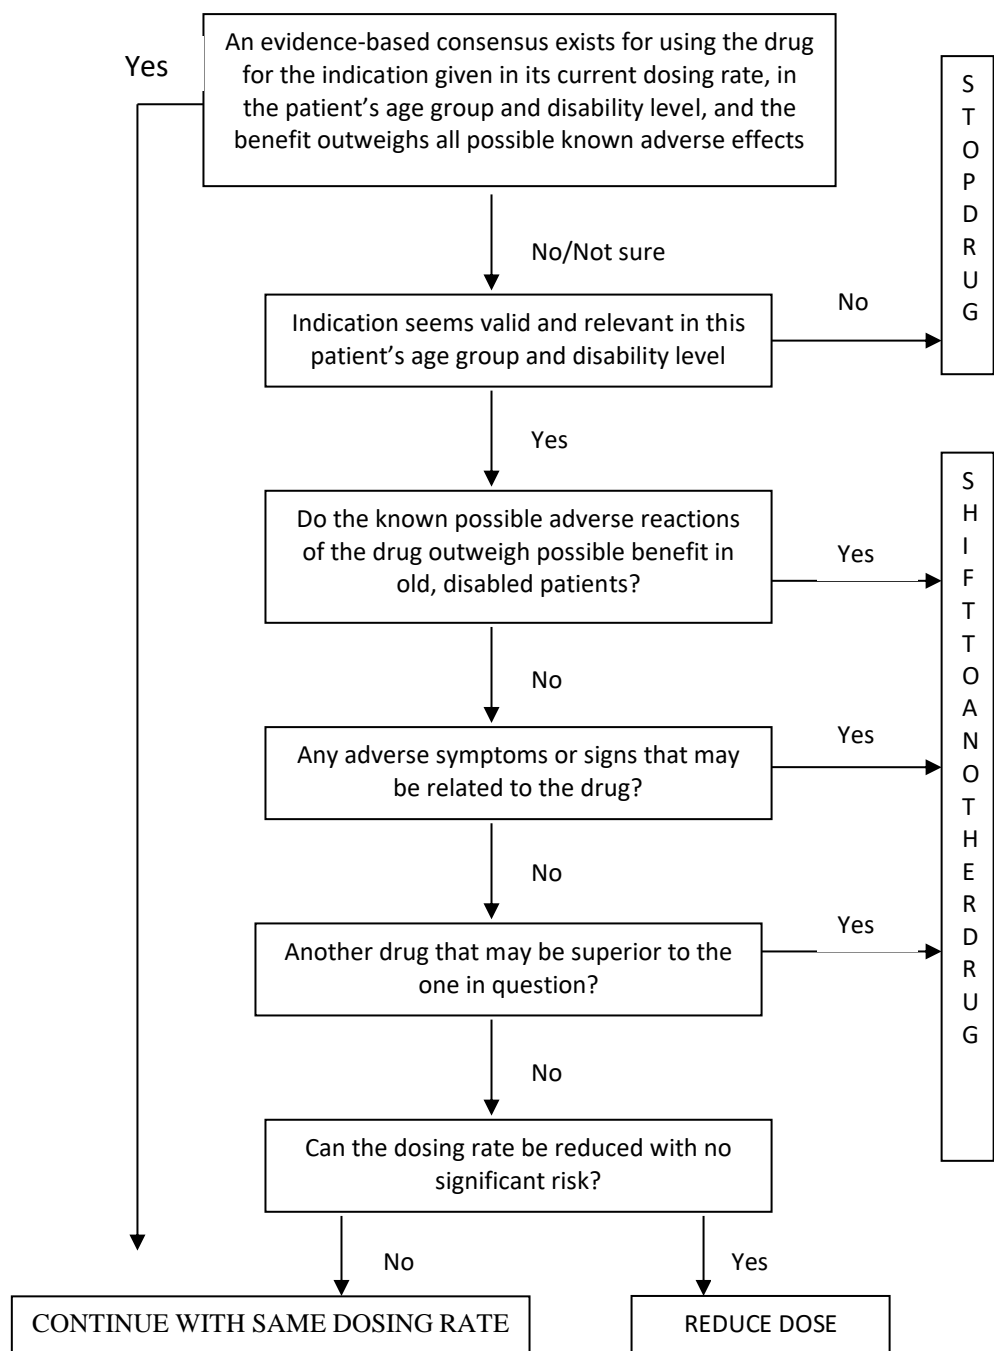 An evidence-based consensus exists for using the drug
for the indication given in its current dosing rate, in
the patient’s age group and disability level, and the
benefit outweighs all possible known adverse effects
Yes
No/Not sure
Indication seems valid and relevant in this
patient’s age group and disability level
No
S
T
O
P
D
R
U
G
Yes
Do the known possible adverse reactions
of the drug outweigh possible benefit in
old, disabled patients?
Yes
No
Any adverse symptoms or signs that may
be related to the drug?
Yes
No
Another drug that may be superior to the
one in question?
Yes
S
H
I
F
T
T
O
A
N
O
T
H
E
R
D
R
U
G
No
Can the dosing rate be reduced with no
significant risk?
No
Yes
CONTINUE WITH SAME DOSING RATE
REDUCE DOSE